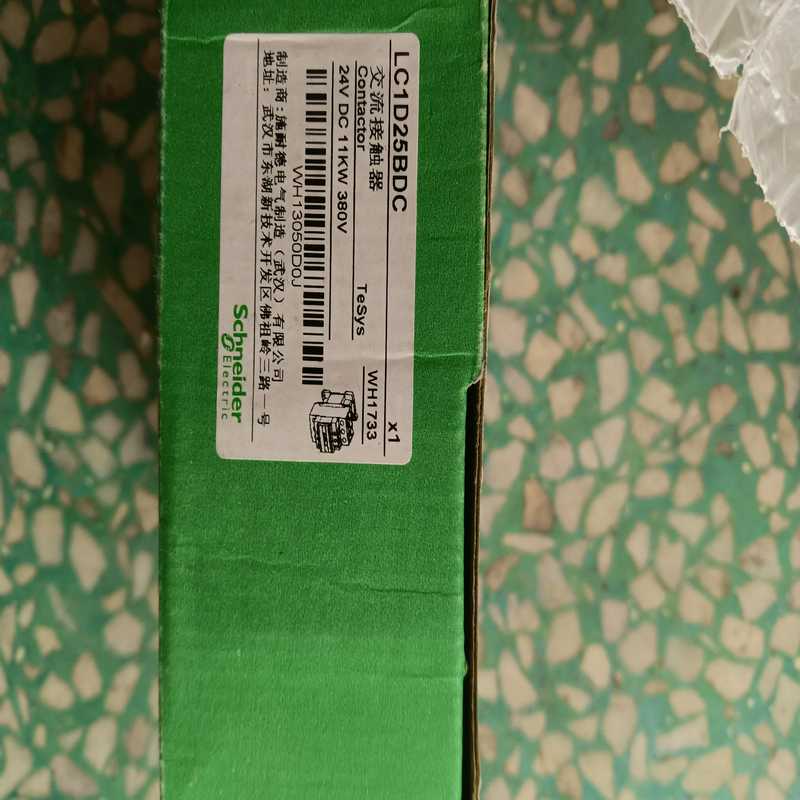 LC1D25BDC
x1
交流接触器
Contactor
TeSys
WH1733
24V DC 11KW 380V
WH13050D0J
制造商：施耐德电气制造（武汉）有限公司
地址：武汉市东湖新技术开发区佛祖岭三路一号
Schneider
Electric